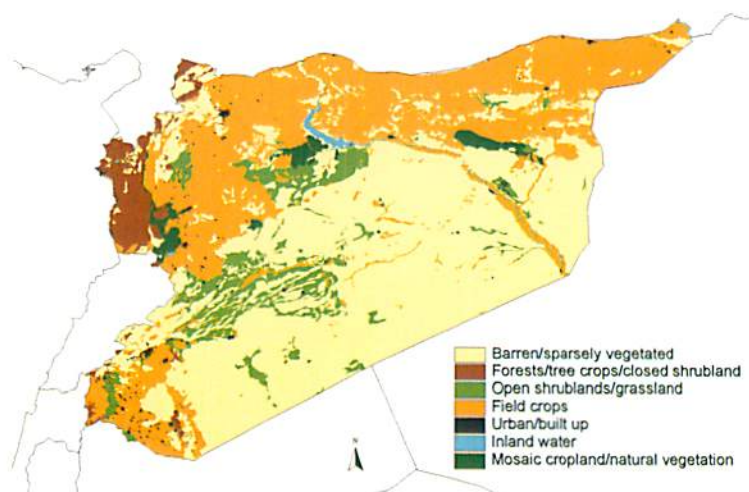 Barren/sparsely vegetated
Forests/tree crops/closed shrubland
Open shrublands/grassland
Field crops
Urban/built up
Inland water
Mosaic cropland/natural vegetation
N